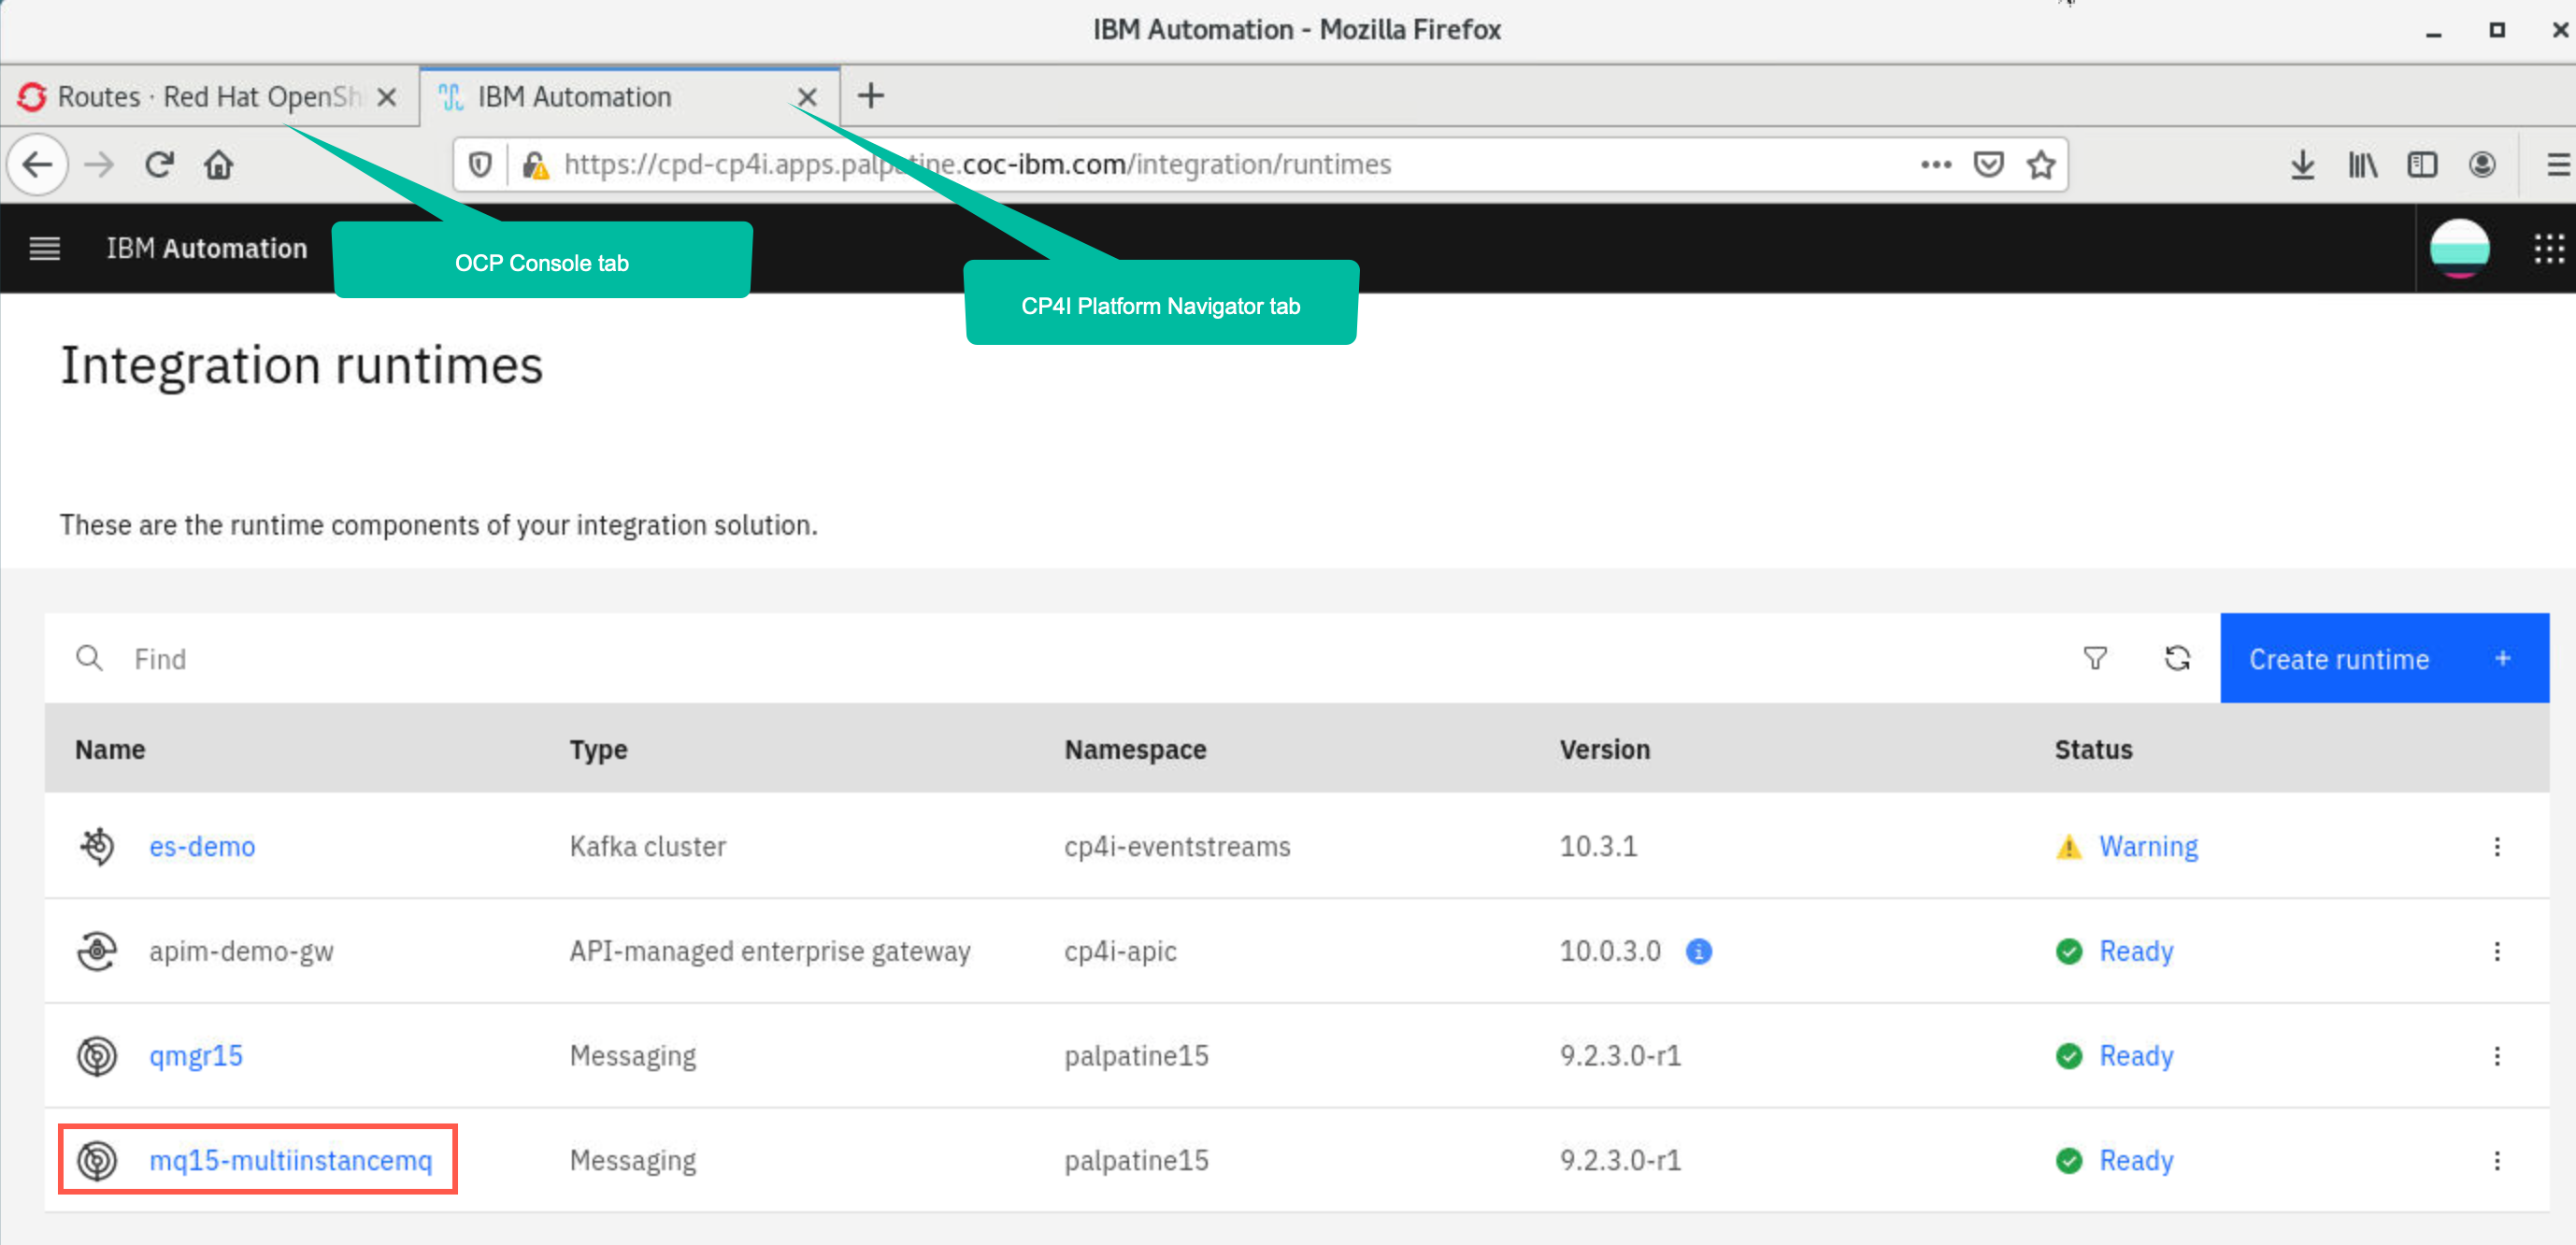 IBM Automation - Mozilla Firefox
Routes · Red Hat OpenSh
IBM Automation
https://cpd-cp4i.apps.palpatine.coc-ibm.com/integration/runtimes
IBM Automation
OCP Console tab
CP4I Platform Navigator tab
Integration runtimes
These are the runtime components of your integration solution.
Find
Create runtime +
Name Type Namespace Version Status
es-demo Kafka cluster cp4i-eventstreams 10.3.1 Warning
apim-demo-gw API-managed enterprise gateway cp4i-apic 10.0.3.0 Ready
qmgr15 Messaging palpatine15 9.2.3.0-r1 Ready
mq15-multiinstancemq Messaging palpatine15 9.2.3.0-r1 Ready